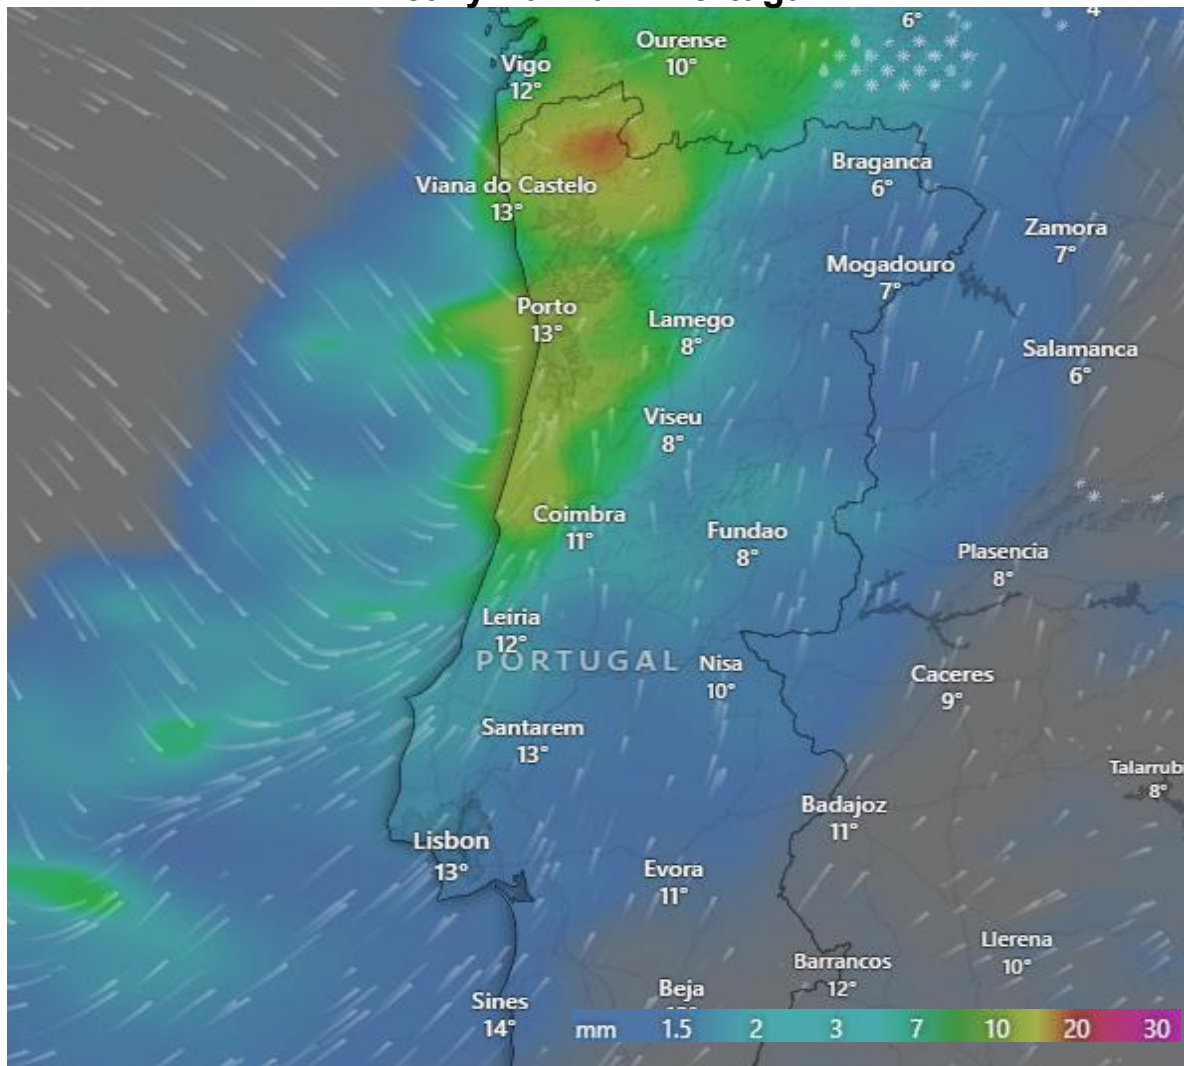 6°
4
Ourense
10°
Vigo
12°
Braganca
6°
Viana do Castelo
13°
Zamora
7°
Mogadouro
7°
Porto
13°
Lamego
8°
Salamanca
6°
Viseu
8°
Coimbra
11°
Fundao
8°
Plasencia
8°
Leiria
12°
PORTUGAL
Nisa
10°
Caceres
9°
Santarem
13°
Talarrub
8°
Badajoz
11°
Lisbon
13°
Evora
11°
Llerena
10°
Barrancos
12°
Beja
Sines
14°
mm 1.5 2 3 7 10 20 30